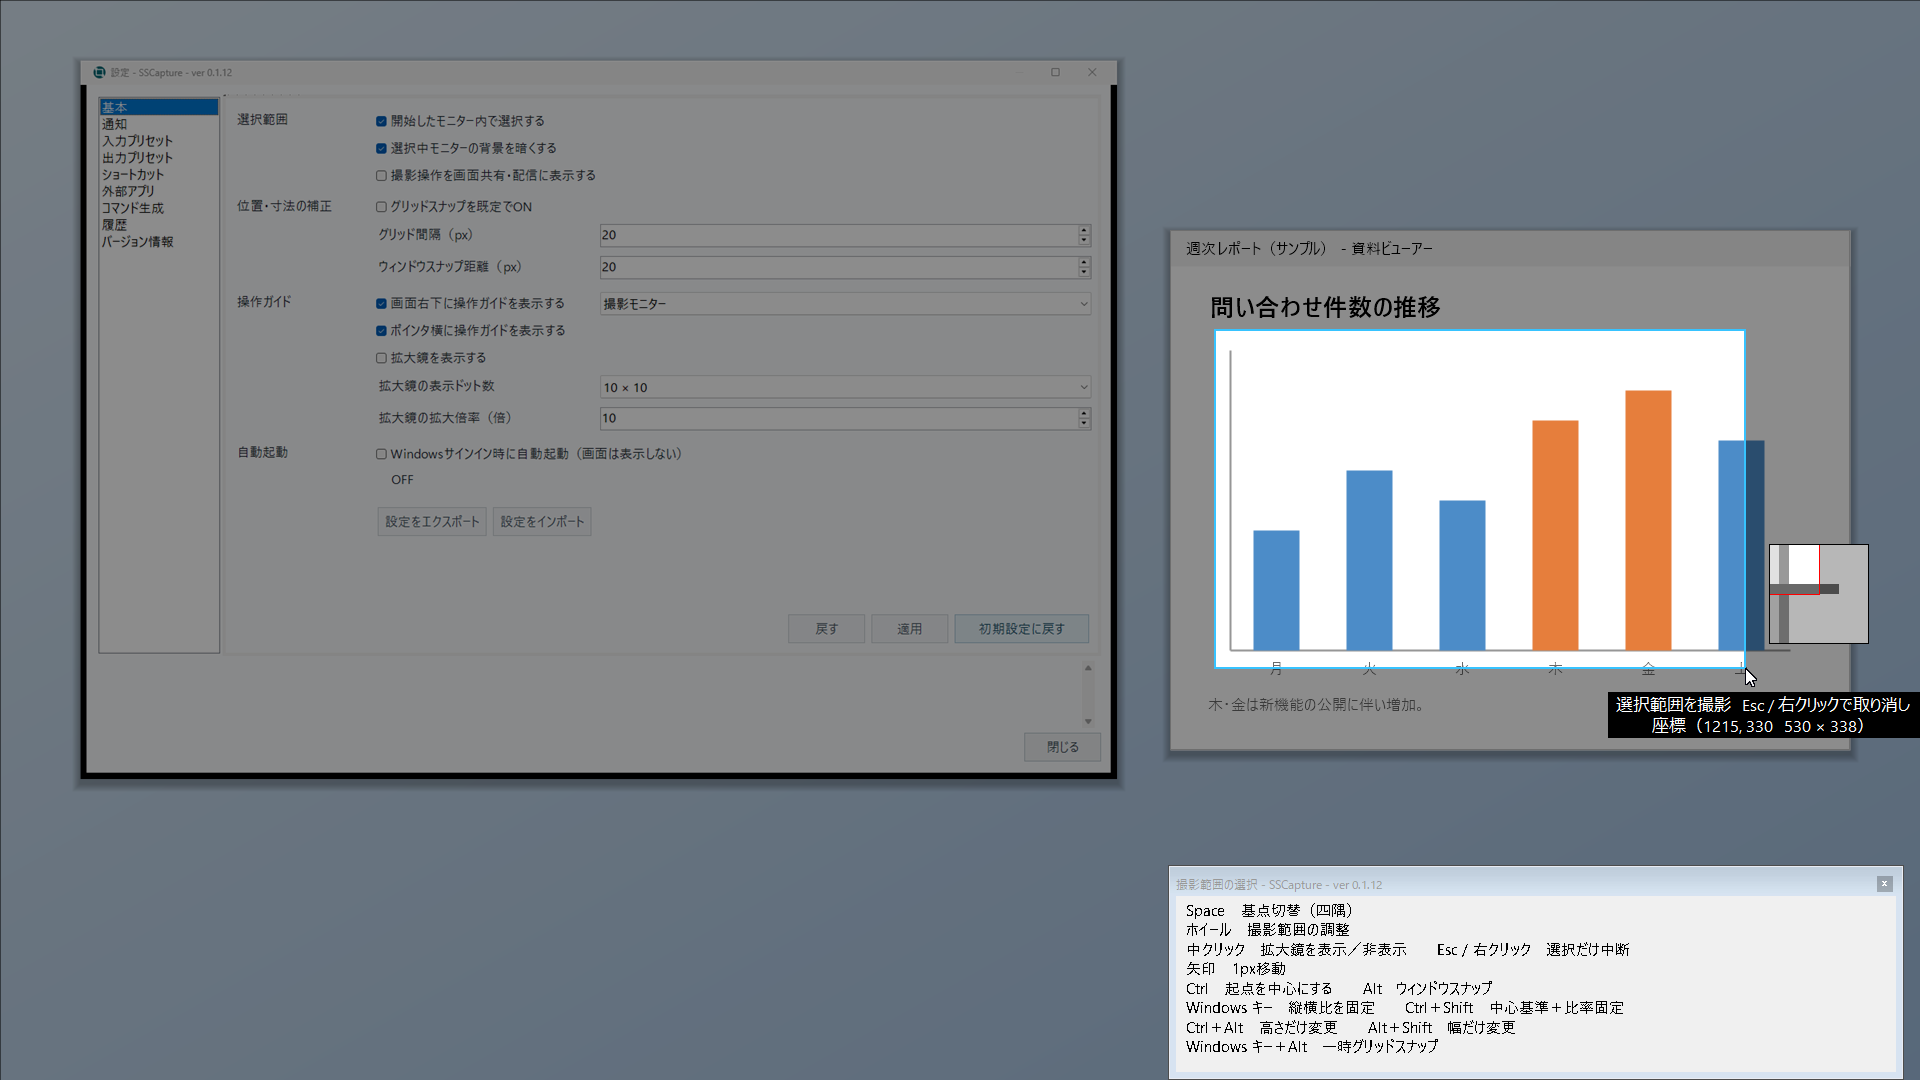 設定 - SSCapture - ver 0.1.12
基本
通知
入力プリセット
出力プリセット
ショートカット
外部アプリ
コマンド生成
履歴
バージョン情報
選択範囲
開始したモニター内で選択する
選択中モニターの背景を暗くする
撮影操作を画面共有・配信に表示する
位置・寸法の補正
グリッドスナップを既定でON
グリッド間隔（px）
20
ウィンドウスナップ距離（px）
20
操作ガイド
画面右下に操作ガイドを表示する
撮影モニター
ポインタ横に操作ガイドを表示する
拡大鏡を表示する
拡大鏡の表示ドット数
10 × 10
拡大鏡の拡大倍率（倍）
10
自動起動
Windowsサインイン時に自動起動（画面は表示しない）
OFF
設定をエクスポート
設定をインポート
戻す
適用
初期設定に戻す
閉じる
週次レポート（サンプル） - 資料ビューアー
問い合わせ件数の推移
月 火 水 木 金 土
木・金は新機能の公開に伴い増加。
選択範囲を撮影 Esc / 右クリックで取り消し
座標（1215, 330 530 × 338）
撮影範囲の選択 - SSCapture - ver 0.1.12
Space 基点切替（四隅）
ホイール 撮影範囲の調整
中クリック 拡大鏡を表示／非表示 Esc / 右クリック 選択だけ中断
矢印 1px移動
Ctrl 起点を中心にする Alt ウィンドウスナップ
Windows キー 縦横比を固定 Ctrl＋Shift 中心基準＋比率固定
Ctrl＋Alt 高さだけ変更 Alt＋Shift 幅だけ変更
Windows キー＋Alt 一時グリッドスナップ